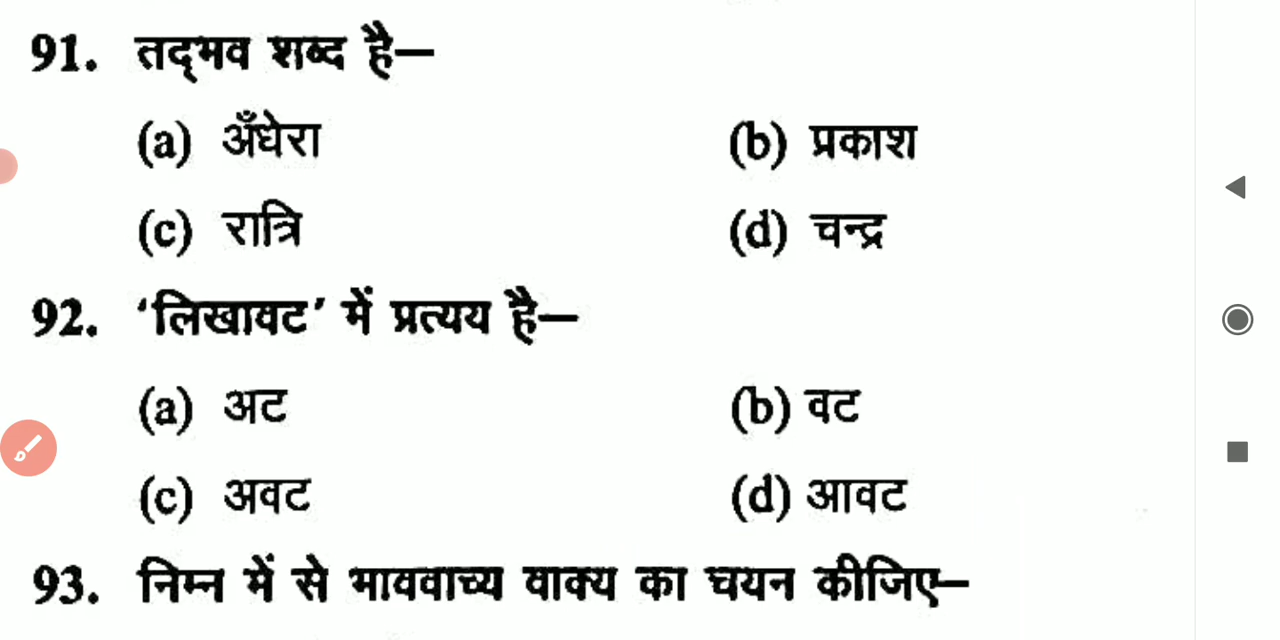 91. तद्भव शब्द है—
(a) अँधेरा (b) प्रकाश
(c) रात्रि (d) चन्द्र
92. ‘लिखावट’ में प्रत्यय है—
(a) अट (b) वट
(c) अवट (d) आवट
93. निम्न में से भाववाच्य वाक्य का चयन कीजिए—